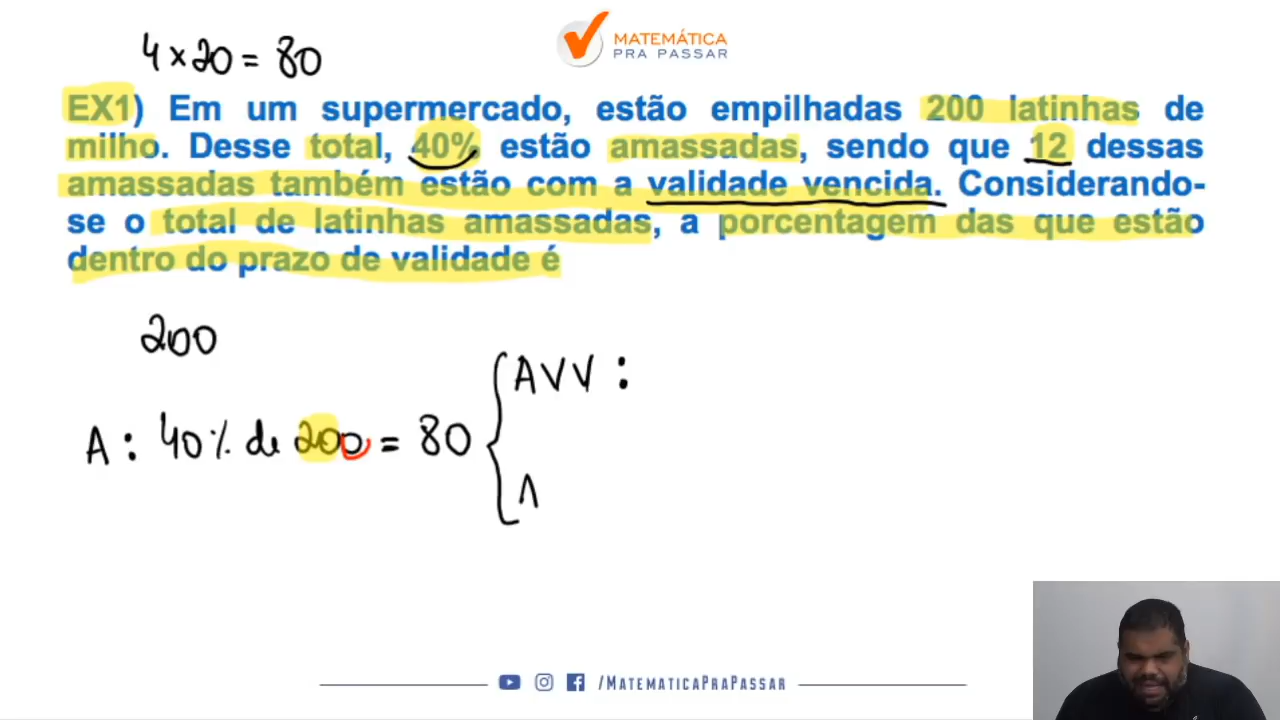 4 × 20 = 80
MATEMÁTICA
PRA PASSAR
EX1) Em um supermercado, estão empilhadas 200 latinhas de
milho. Desse total, 40% estão amassadas, sendo que 12 dessas
amassadas também estão com a validade vencida. Considerando-
se o total de latinhas amassadas, a porcentagem das que estão
dentro do prazo de validade é
200
AVV :
A : 40% de 200 = 80
/MATEMATICAPRAPASSAR